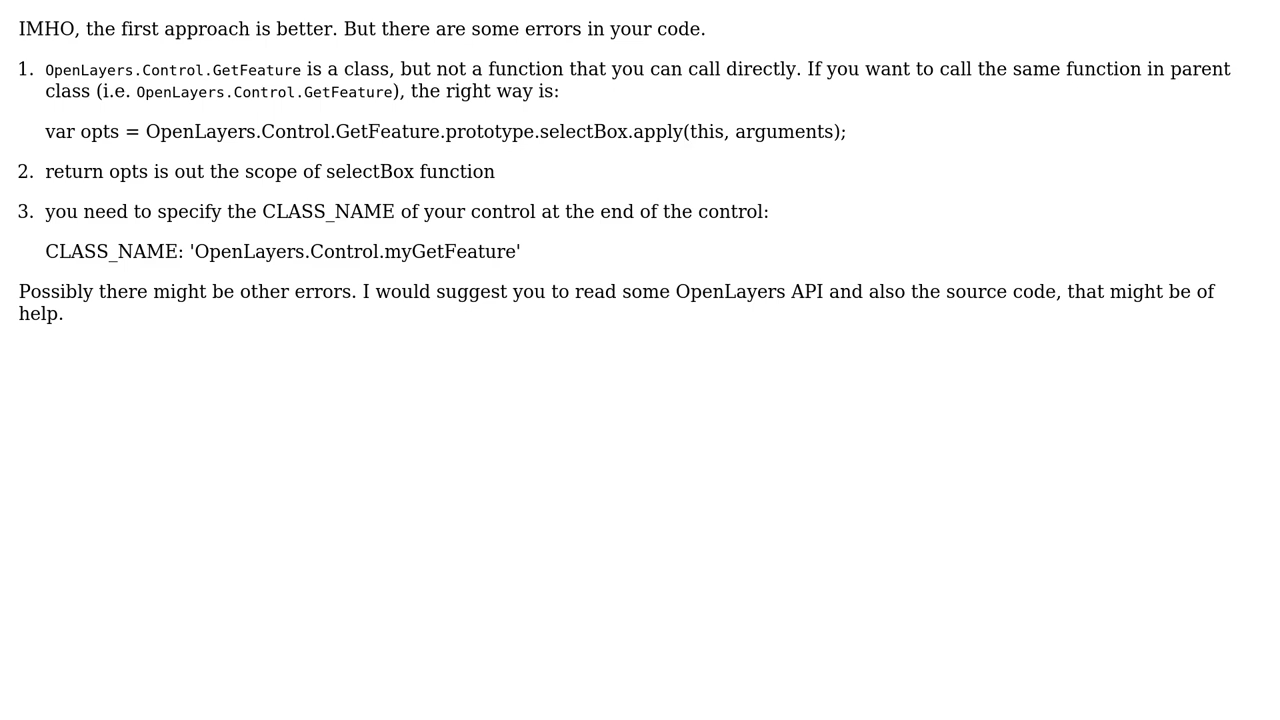 IMHO, the first approach is better. But there are some errors in your code.
1. OpenLayers.Control.GetFeature is a class, but not a function that you can call directly. If you want to call the same function in parent
class (i.e. OpenLayers.Control.GetFeature), the right way is:
var opts = OpenLayers.Control.GetFeature.prototype.selectBox.apply(this, arguments);
2. return opts is out the scope of selectBox function
3. you need to specify the CLASS_NAME of your control at the end of the control:
CLASS_NAME: 'OpenLayers.Control.myGetFeature'
Possibly there might be other errors. I would suggest you to read some OpenLayers API and also the source code, that might be of
help.